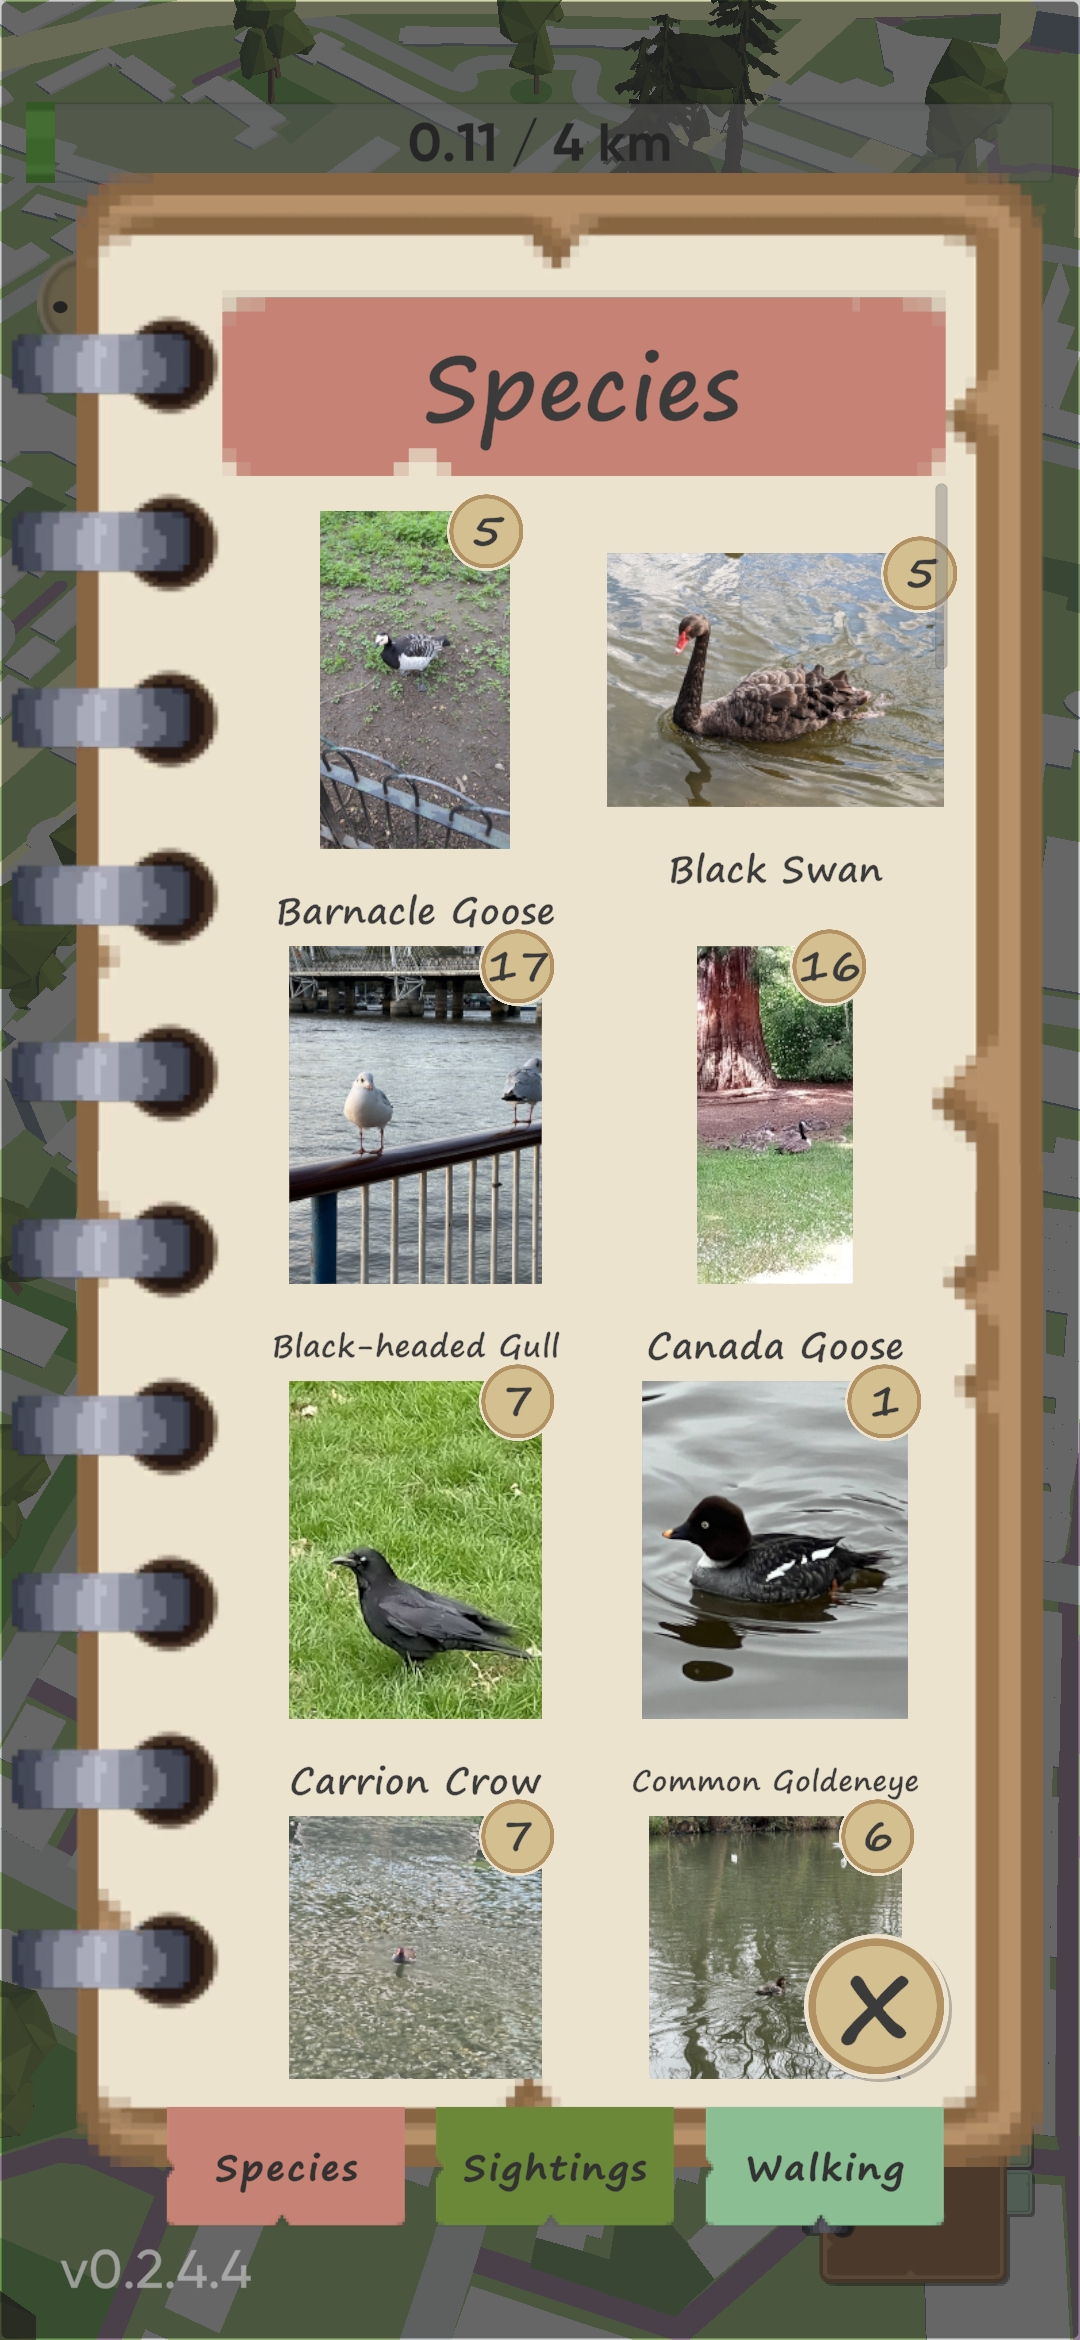 0.11 / 4 km
Species
5
5
Black Swan
Barnacle Goose
17
16
Black-headed Gull
Canada Goose
7
1
Carrion Crow
Common Goldeneye
7
6
X
Species
Sightings
Walking
v0.2.4.4